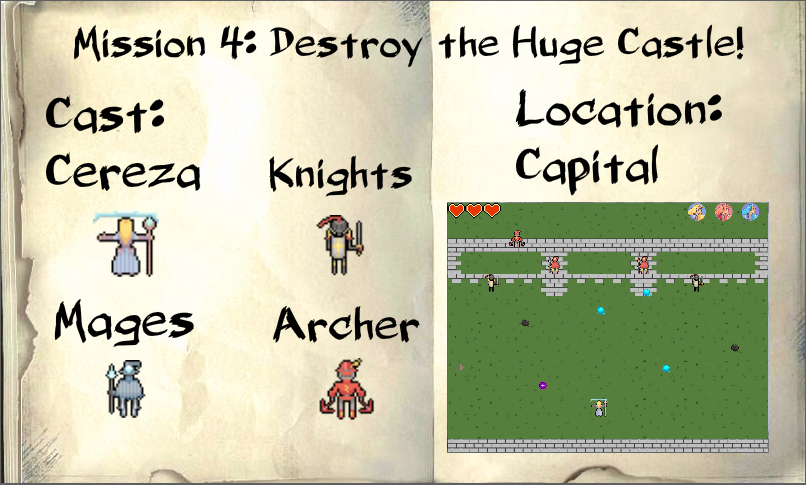 Mission 4: Destroy the Huge Castle!
Cast:
Cereza
Knights
Mages
Archer
Location:
Capital